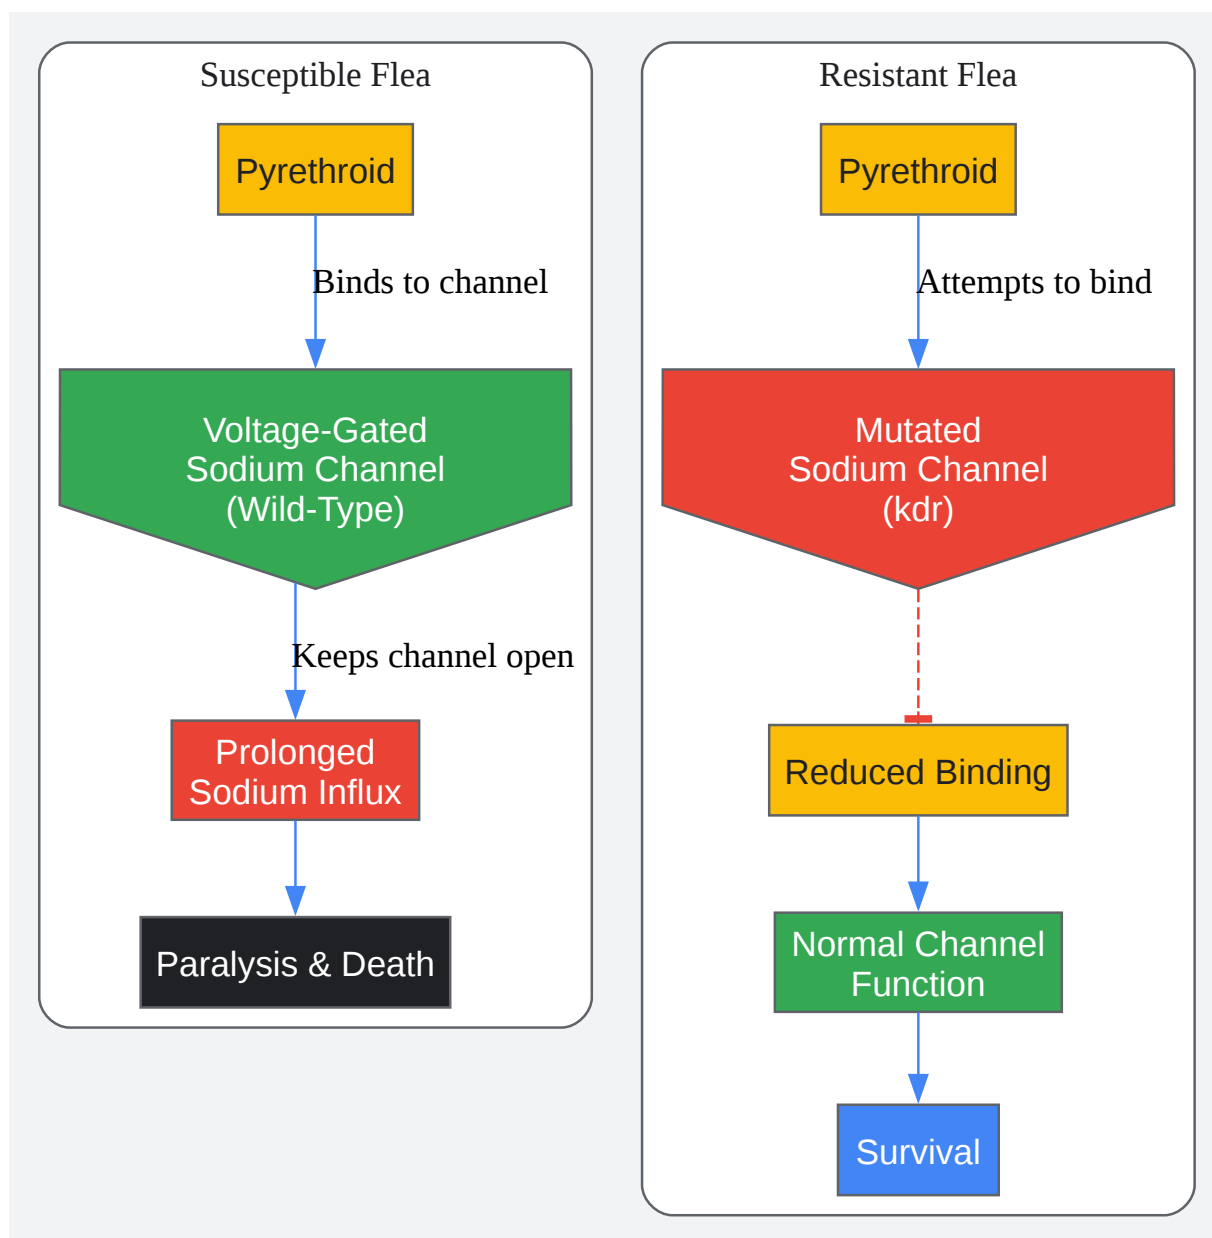 Susceptible Flea
Pyrethroid
Binds to channel
Voltage-Gated
Sodium Channel
(Wild-Type)
Keeps channel open
Prolonged
Sodium Influx
Paralysis & Death
Resistant Flea
Pyrethroid
Attempts to bind
Mutated
Sodium Channel
(kdr)
Reduced Binding
Normal Channel
Function
Survival